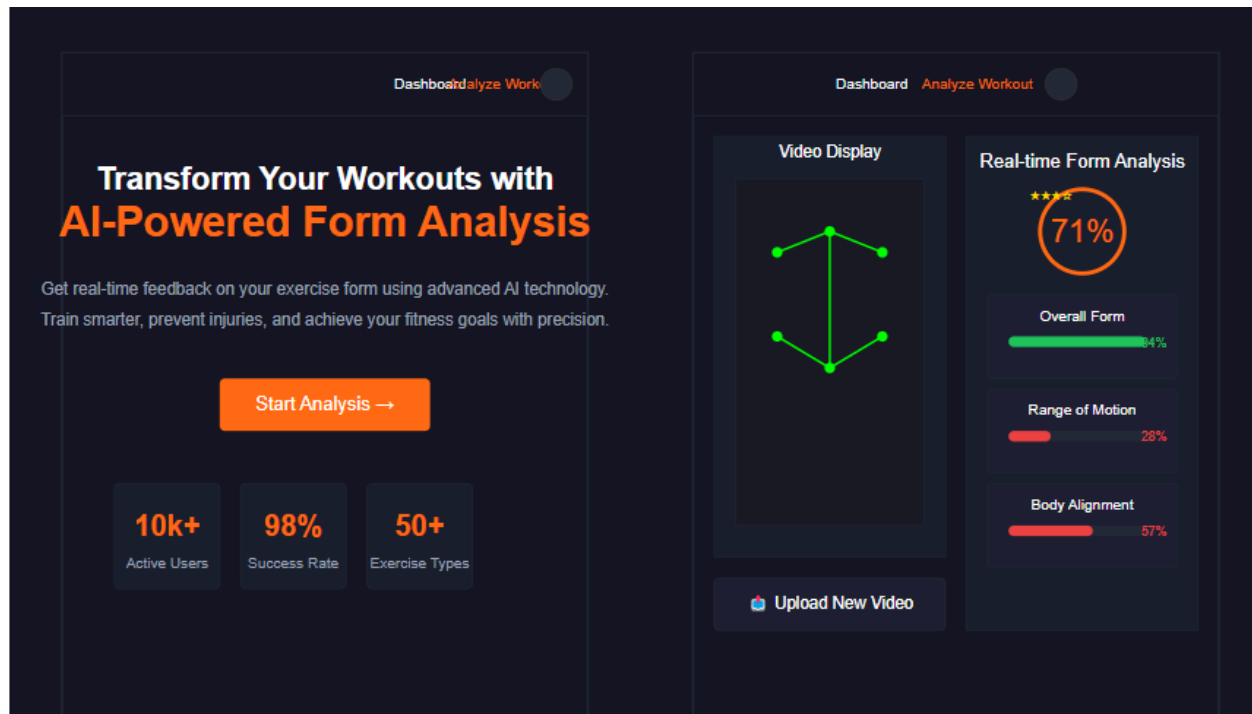 Dashboard Analyze Work
Transform Your Workouts with
AI-Powered Form Analysis
Get real-time feedback on your exercise form using advanced AI technology.
Train smarter, prevent injuries, and achieve your fitness goals with precision.
Start Analysis →
10k+
Active Users
98%
Success Rate
50+
Exercise Types
Dashboard Analyze Workout
Video Display
Upload New Video
Real-time Form Analysis
★★★☆
71%
Overall Form
94%
Range of Motion
28%
Body Alignment
57%